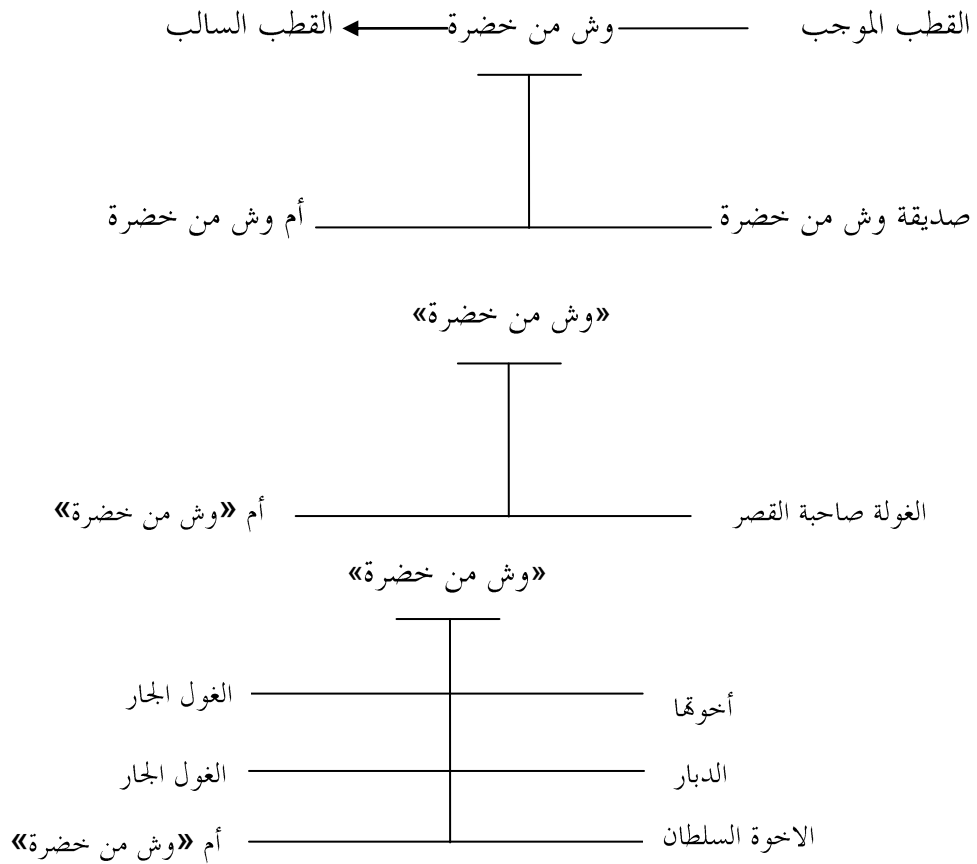 القطب الموجب وش من خضرة القطب السالب
صديقة وش من خضرة أم وش من خضرة
«وش من خضرة»
الغولة صاحبة القصر أم «وش من خضرة»
«وش من خضرة»
أخوتها الغول الجار
الدبار الغول الجار
الاخوة السلطان أم «وش من خضرة»